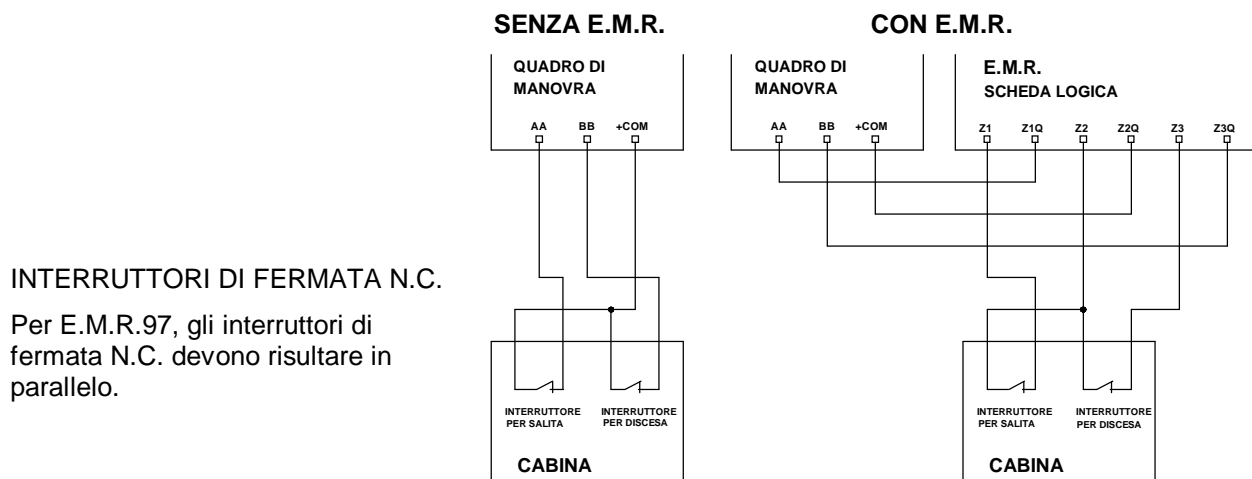 SENZA E.M.R.
CON E.M.R.
QUADRO DI
MANOVRA
AA BB +COM
QUADRO DI
MANOVRA
AA BB +COM
E.M.R.
SCHEDA LOGICA
Z1 Z1Q Z2 Z2Q Z3 Z3Q
INTERRUTTORI DI FERMATA N.C.
Per E.M.R.97, gli interruttori di
fermata N.C. devono risultare in
parallelo.
INTERRUTTORE
PER SALITA
INTERRUTTORE
PER DISCESA
CABINA
INTERRUTTORE
PER SALITA
INTERRUTTORE
PER DISCESA
CABINA